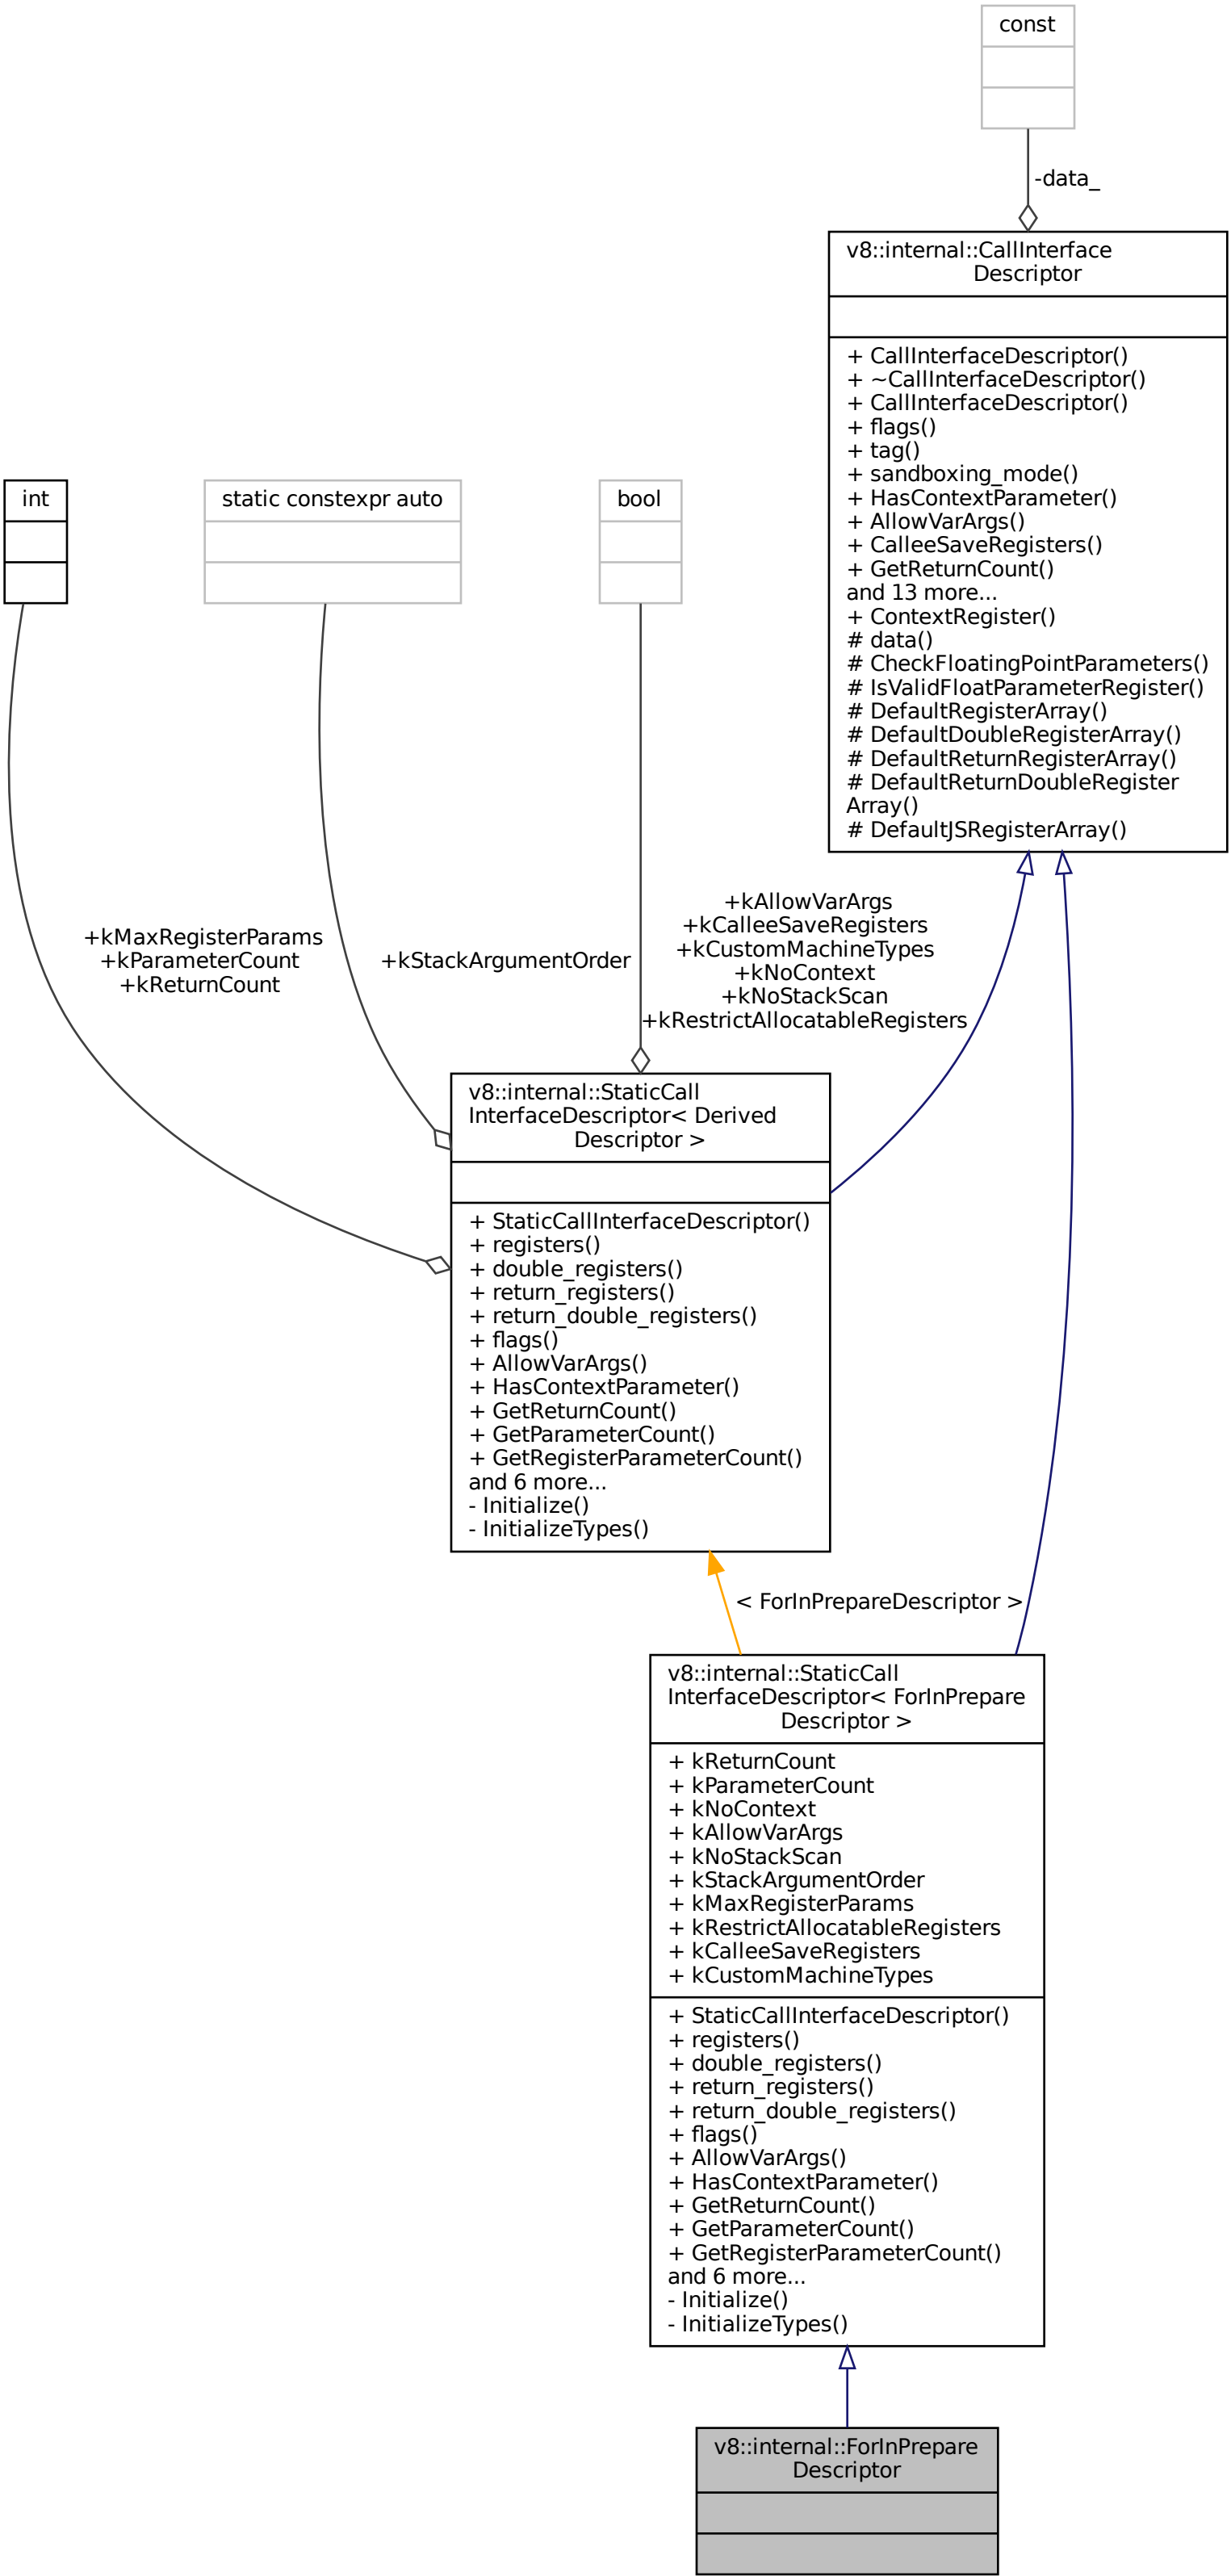 const
-data_
v8::internal::CallInterface
Descriptor
+ CallInterfaceDescriptor()
+ ~CallInterfaceDescriptor()
+ CallInterfaceDescriptor()
+ flags()
+ tag()
+ sandboxing_mode()
+ HasContextParameter()
+ AllowVarArgs()
+ CalleeSaveRegisters()
+ GetReturnCount()
and 13 more...
+ ContextRegister()
# data()
# CheckFloatingPointParameters()
# IsValidFloatParameterRegister()
# DefaultRegisterArray()
# DefaultDoubleRegisterArray()
# DefaultReturnRegisterArray()
# DefaultReturnDoubleRegister
Array()
# DefaultJSRegisterArray()
int
static constexpr auto
bool
+kMaxRegisterParams
+kParameterCount
+kReturnCount
+kStackArgumentOrder
+kAllowVarArgs
+kCalleeSaveRegisters
+kCustomMachineTypes
+kNoContext
+kNoStackScan
+kRestrictAllocatableRegisters
v8::internal::StaticCall
InterfaceDescriptor< Derived
Descriptor >
+ StaticCallInterfaceDescriptor()
+ registers()
+ double_registers()
+ return_registers()
+ return_double_registers()
+ flags()
+ AllowVarArgs()
+ HasContextParameter()
+ GetReturnCount()
+ GetParameterCount()
+ GetRegisterParameterCount()
and 6 more...
- Initialize()
- InitializeTypes()
< ForInPrepareDescriptor >
v8::internal::StaticCall
InterfaceDescriptor< ForInPrepare
Descriptor >
+ kReturnCount
+ kParameterCount
+ kNoContext
+ kAllowVarArgs
+ kNoStackScan
+ kStackArgumentOrder
+ kMaxRegisterParams
+ kRestrictAllocatableRegisters
+ kCalleeSaveRegisters
+ kCustomMachineTypes
+ StaticCallInterfaceDescriptor()
+ registers()
+ double_registers()
+ return_registers()
+ return_double_registers()
+ flags()
+ AllowVarArgs()
+ HasContextParameter()
+ GetReturnCount()
+ GetParameterCount()
+ GetRegisterParameterCount()
and 6 more...
- Initialize()
- InitializeTypes()
v8::internal::ForInPrepare
Descriptor